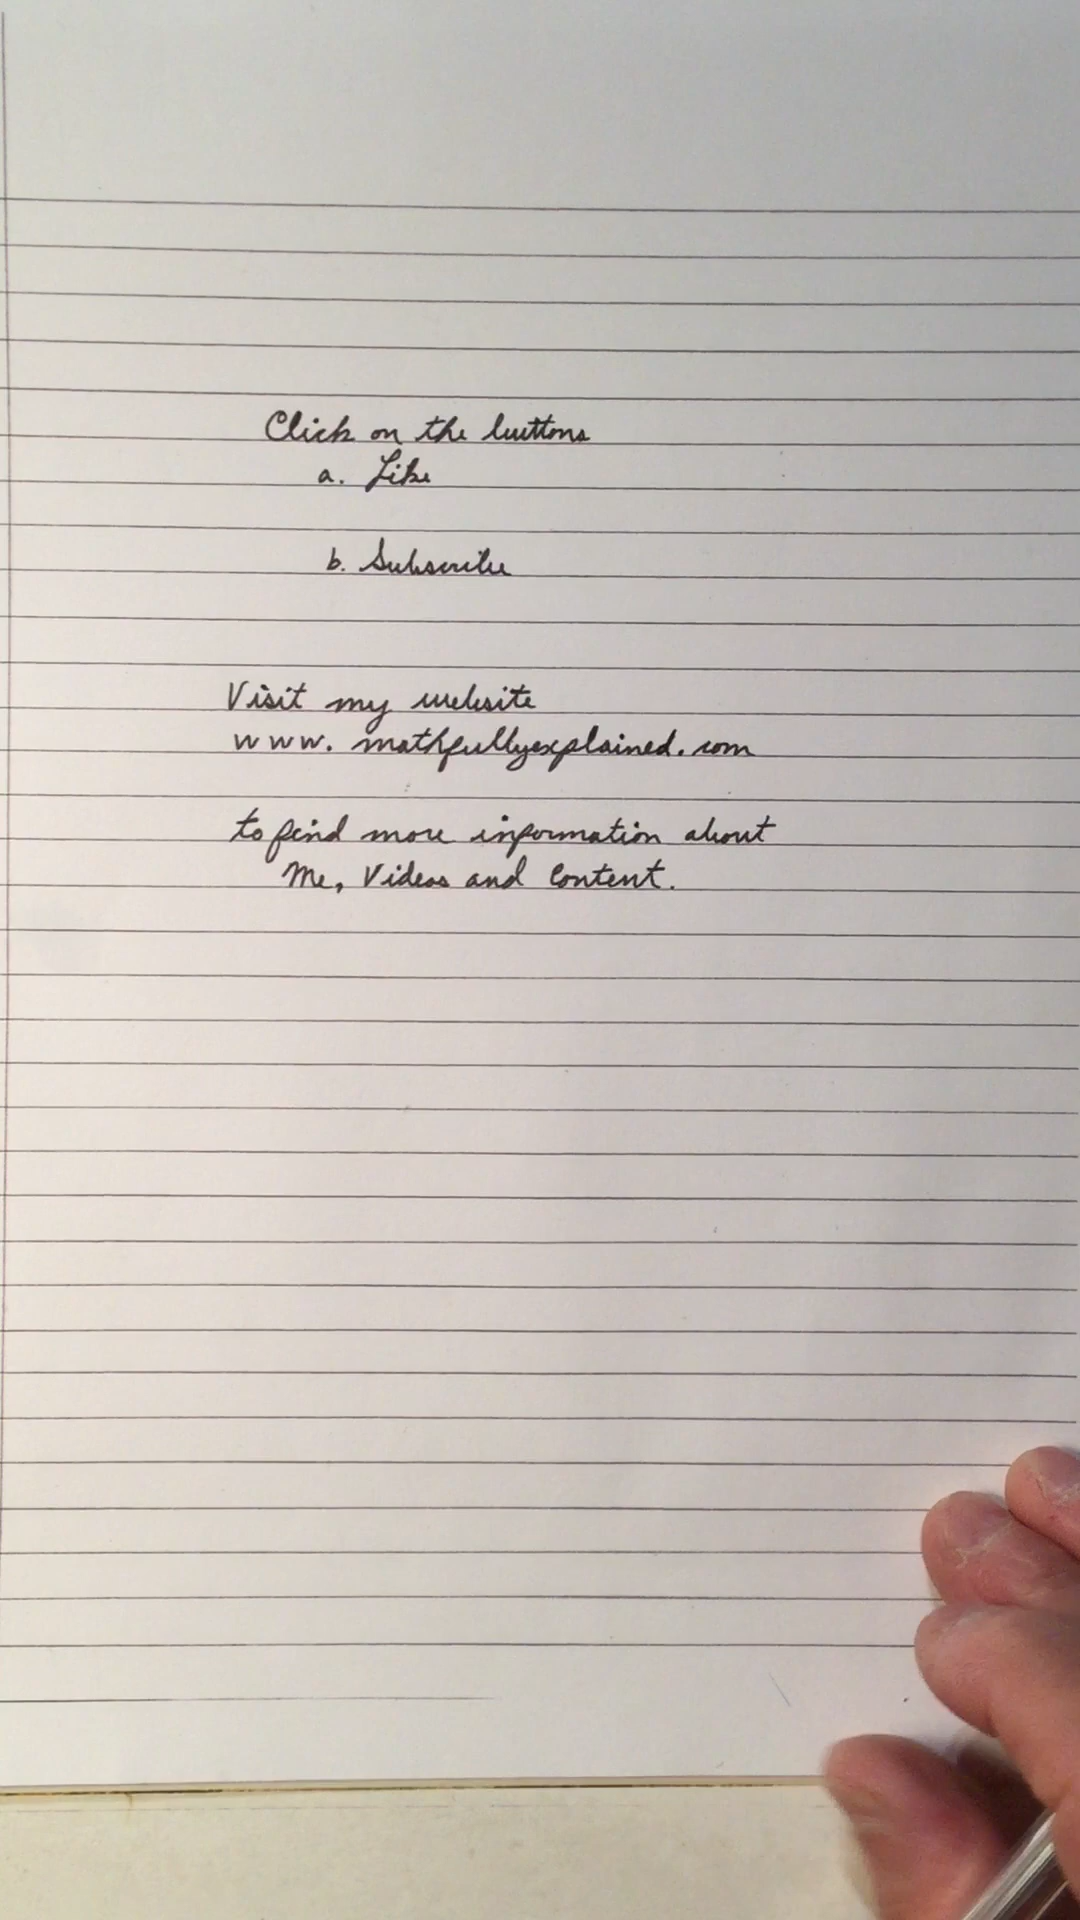 Click on the buttons
a. Like
b. Subscribe
Visit my website
www. mathfullyexplained.com
to find more information about
Me, Videos and Content.